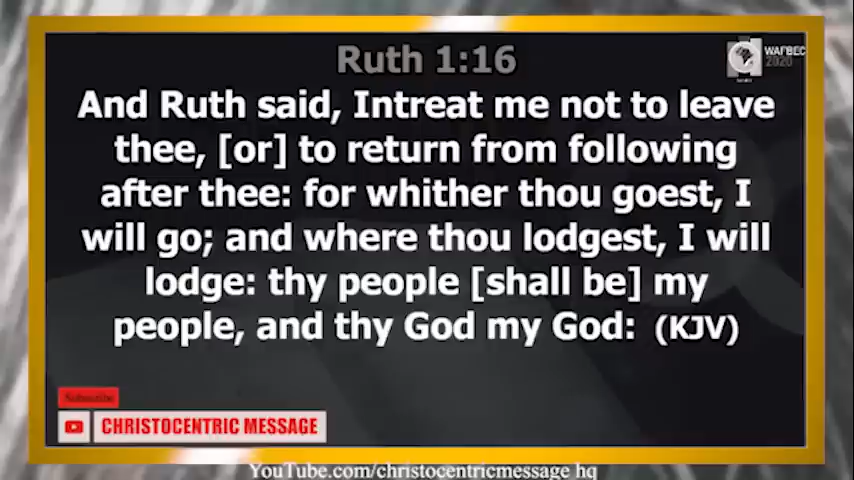 Ruth 1:16
WAFBEC
2020
And Ruth said, Intreat me not to leave
thee, [or] to return from following
after thee: for whither thou goest, I
will go; and where thou lodgest, I will
lodge: thy people [shall be] my
people, and thy God my God: (KJV)
Subscribe
CHRISTOCENTRIC MESSAGE
YouTube.com/christocentricmessage hq